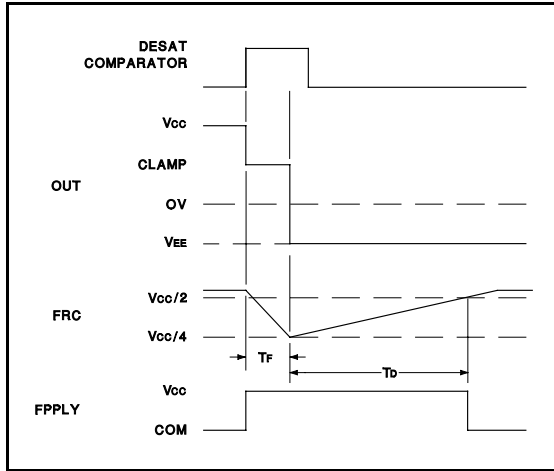 DESAT
COMPARATOR
Vcc
CLAMP
OUT
OV
VEE
Vcc/2
FRC
Vcc/4
TF
TD
Vcc
FPPLY
COM